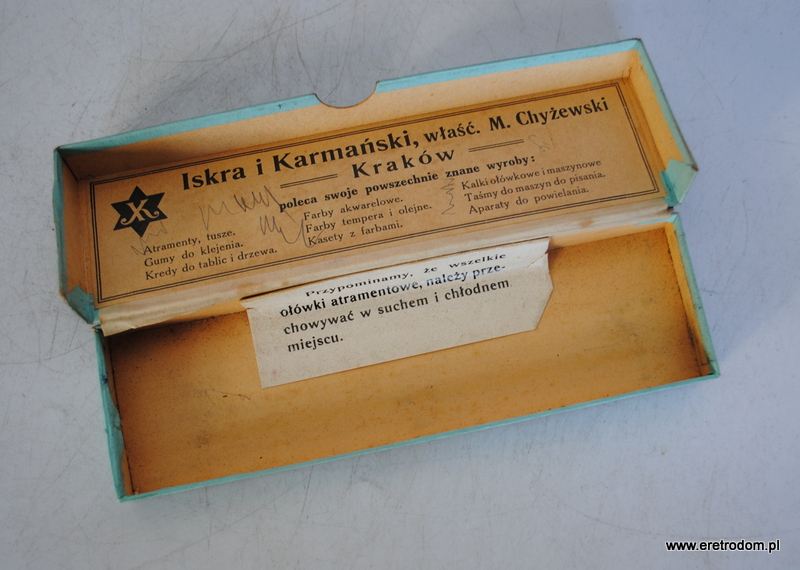 Iskra i Karmański, właść. M. Chyżewski
Kraków
poleca swoje powszechnie znane wyroby:
Atramenty, tusze.
Gumy do klejenia.
Kredy do tablic i drzewa.
Farby akwarelowe.
Farby tempera i olejne.
Kasety z farbami.
Kalki ołówkowe i maszynowe
Taśmy do maszyn do pisania.
Aparaty do powielania.
Przypominamy, że wszelkie
ołówki atramentowe, należy prze-
chowywać w suchem i chłodnem
miejscu.
www.eretrodom.pl